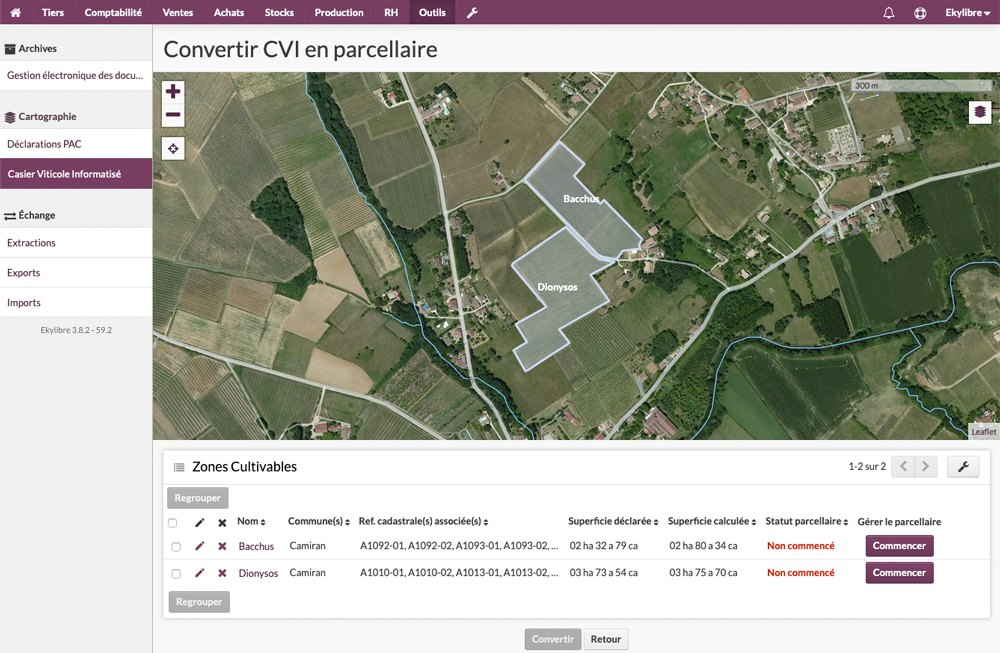 Tiers Comptabilité Ventes Achats Stocks Production RH Outils Ekylibre
Archives
Gestion électronique des docu...
Cartographie
Déclarations PAC
Casier Viticole Informatisé
Échange
Extractions
Exports
Imports
Ekylibre 3.8.2 - 59.2
Convertir CVI en parcellaire
300 m
Bacchus
Dionysos
Leaflet
Zones Cultivables
1-2 sur 2
Regrouper
Nom Commune(s) Ref. cadastrale(s) associée(s) Superficie déclarée Superficie calculée Statut parcellaire Gérer le parcellaire
Bacchus Camiran A1092-01, A1092-02, A1093-01, A1093-02, ... 02 ha 32 a 79 ca 02 ha 80 a 34 ca Non commencé Commencer
Dionysos Camiran A1010-01, A1010-02, A1013-01, A1013-02, ... 03 ha 73 a 54 ca 03 ha 75 a 70 ca Non commencé Commencer
Regrouper
Convertir Retour